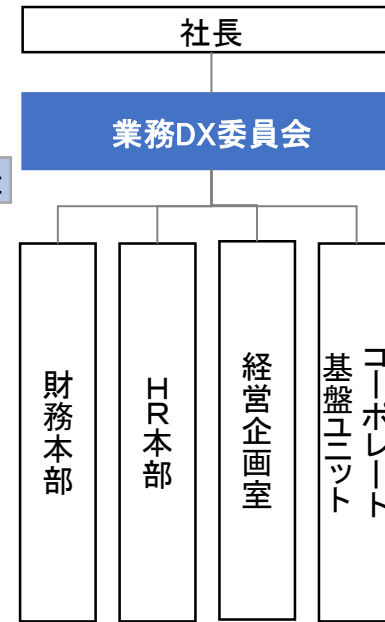 社長
業務DX委員会
財務本部
HR本部
経営企画室
コーポレート
基盤ユニット